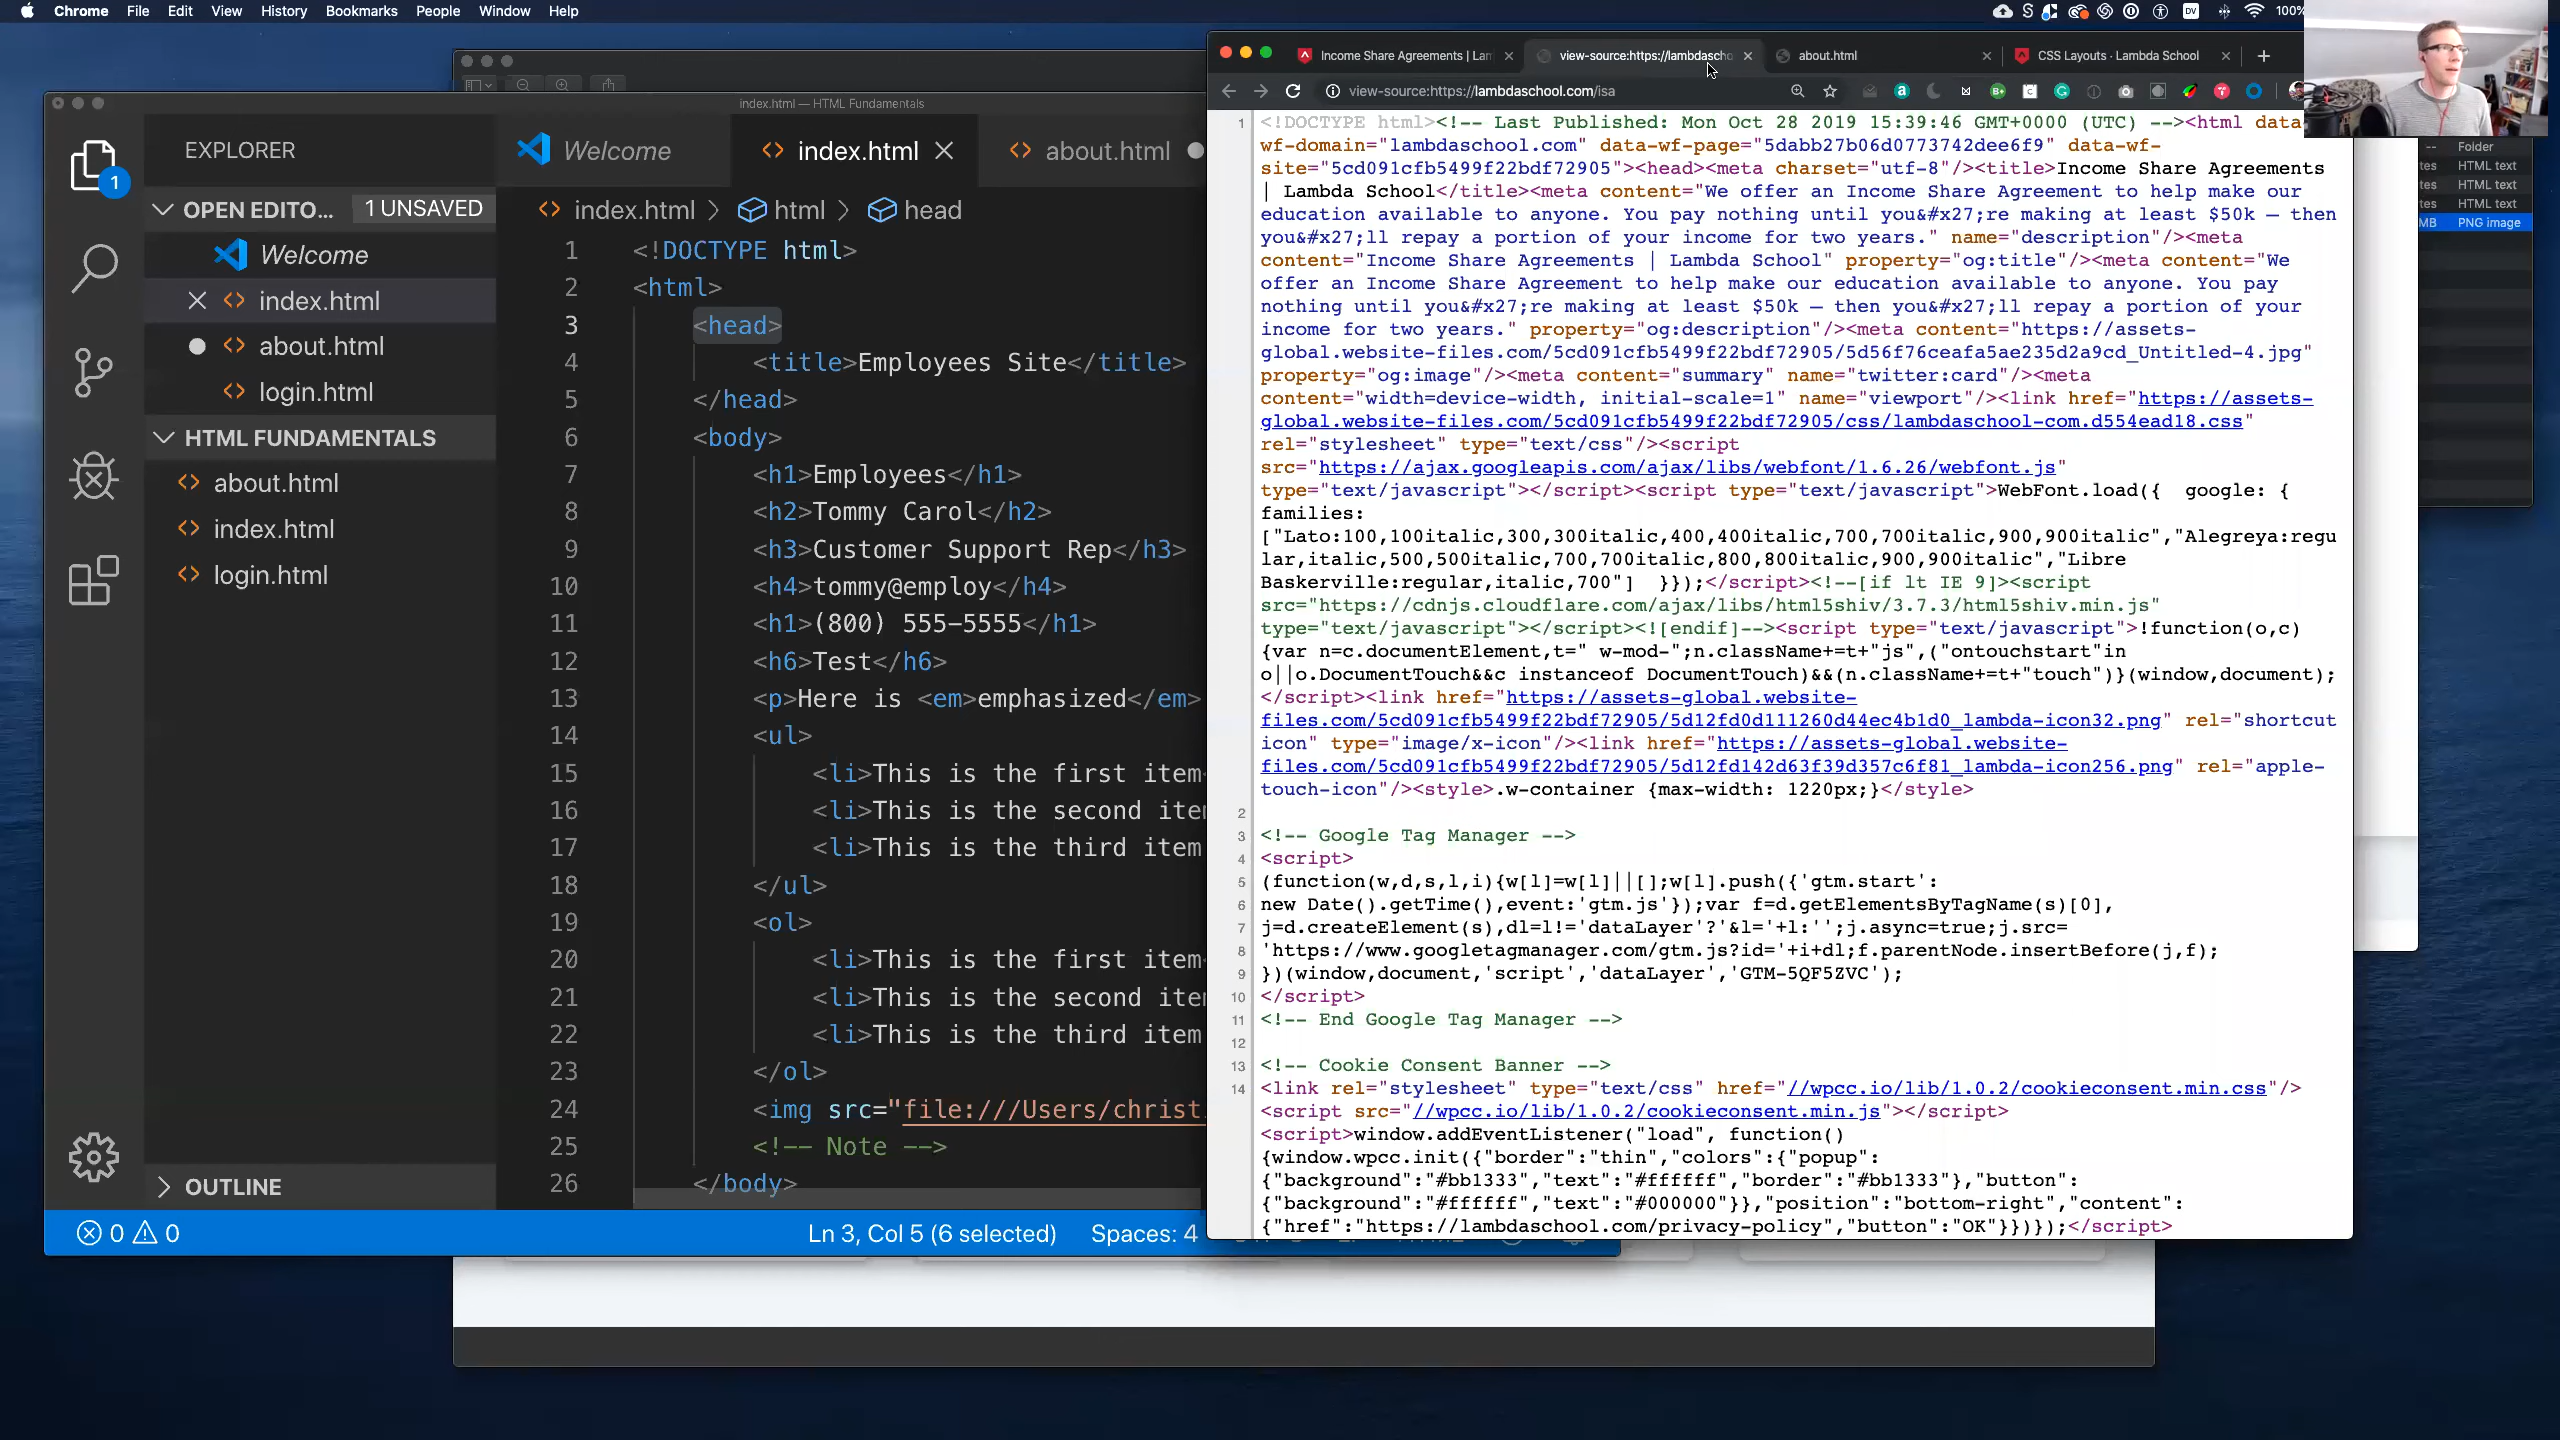 Chrome File Edit View History Bookmarks People Window Help
DV 100%
index.html — HTML Fundamentals
EXPLORER
OPEN EDITO... 1 UNSAVED
Welcome
index.html
about.html
login.html
HTML FUNDAMENTALS
about.html
index.html
login.html
OUTLINE
1
Welcome index.html about.html
index.html > html > head
1 <!DOCTYPE html>
2 <html>
3 <head>
4 <title>Employees Site</title>
5 </head>
6 <body>
7 <h1>Employees</h1>
8 <h2>Tommy Carol</h2>
9 <h3>Customer Support Rep</h3>
10 <h4>tommy@employ</h4>
11 <h1>(800) 555-5555</h1>
12 <h6>Test</h6>
13 <p>Here is <em>emphasized</em>
14 <ul>
15 <li>This is the first item
16 <li>This is the second ite
17 <li>This is the third item
18 </ul>
19 <ol>
20 <li>This is the first item
21 <li>This is the second ite
22 <li>This is the third item
23 </ol>
24 <img src="file:///Users/christ
25 <!-- Note -->
26 </body>
0 0 Ln 3, Col 5 (6 selected) Spaces: 4
Income Share Agreements | Lam view-source:https://lambdascho about.html CSS Layouts · Lambda School
view-source:https://lambdaschool.com/isa
1 <!DOCTYPE html><!-- Last Published: Mon Oct 28 2019 15:39:46 GMT+0000 (UTC) --><html data-
wf-domain="lambdaschool.com" data-wf-page="5dabb27b06d0773742dee6f9" data-wf-
site="5cd091cfb5499f22bdf72905"><head><meta charset="utf-8"/><title>Income Share Agreements
| Lambda School</title><meta content="We offer an Income Share Agreement to help make our
education available to anyone. You pay nothing until you&#x27;re making at least $50k — then
you&#x27;ll repay a portion of your income for two years." name="description"/><meta
content="Income Share Agreements | Lambda School" property="og:title"/><meta content="We
offer an Income Share Agreement to help make our education available to anyone. You pay
nothing until you&#x27;re making at least $50k — then you&#x27;ll repay a portion of your
income for two years." property="og:description"/><meta content="https://assets-
global.website-files.com/5cd091cfb5499f22bdf72905/5d56f76ceafa5ae235d2a9cd_Untitled-4.jpg"
property="og:image"/><meta content="summary" name="twitter:card"/><meta
content="width=device-width, initial-scale=1" name="viewport"/><link href="https://assets-
global.website-files.com/5cd091cfb5499f22bdf72905/css/lambdaschool-com.d554ead18.css"
rel="stylesheet" type="text/css"/><script
src="https://ajax.googleapis.com/ajax/libs/webfont/1.6.26/webfont.js"
type="text/javascript"></script><script type="text/javascript">WebFont.load({  google: {
families:
["Lato:100,100italic,300,300italic,400,400italic,700,700italic,900,900italic","Alegreya:regu
lar,italic,500,500italic,700,700italic,800,800italic,900,900italic","Libre
Baskerville:regular,italic,700"]  }});</script><!--[if lt IE 9]><script
src="https://cdnjs.cloudflare.com/ajax/libs/html5shiv/3.7.3/html5shiv.min.js"
type="text/javascript"></script><![endif]--><script type="text/javascript">!function(o,c)
{var n=c.documentElement,t=" w-mod-";n.className+=t+"js",("ontouchstart"in
o||o.DocumentTouch&&c instanceof DocumentTouch)&&(n.className+=t+"touch")}(window,document);
</script><link href="https://assets-global.website-
files.com/5cd091cfb5499f22bdf72905/5d12fd0d111260d44ec4b1d0_lambda-icon32.png" rel="shortcut
icon" type="image/x-icon"/><link href="https://assets-global.website-
files.com/5cd091cfb5499f22bdf72905/5d12fd142d63f39d357c6f81_lambda-icon256.png" rel="apple-
touch-icon"/><style>.w-container {max-width: 1220px;}</style>
2
3 <!-- Google Tag Manager -->
4 <script>
5 (function(w,d,s,l,i){w[l]=w[l]||[];w[l].push({'gtm.start':
6 new Date().getTime(),event:'gtm.js'});var f=d.getElementsByTagName(s)[0],
7 j=d.createElement(s),dl=l!='dataLayer'?'&l='+l:'';j.async=true;j.src=
8 'https://www.googletagmanager.com/gtm.js?id='+i+dl;f.parentNode.insertBefore(j,f);
9 })(window,document,'script','dataLayer','GTM-5QF5ZVC');
10 </script>
11 <!-- End Google Tag Manager -->
12
13 <!-- Cookie Consent Banner -->
14 <link rel="stylesheet" type="text/css" href="//wpcc.io/lib/1.0.2/cookieconsent.min.css"/>
<script src="//wpcc.io/lib/1.0.2/cookieconsent.min.js"></script>
<script>window.addEventListener("load", function()
{window.wpcc.init({"border":"thin","colors":{"popup":
{"background":"#bb1333","text":"#ffffff","border":"#bb1333"},"button":
{"background":"#ffffff","text":"#000000"}},"position":"bottom-right","content":
{"href":"https://lambdaschool.com/privacy-policy","button":"OK"}})});</script>
-- Folder
tes HTML text
tes HTML text
tes HTML text
MB PNG image